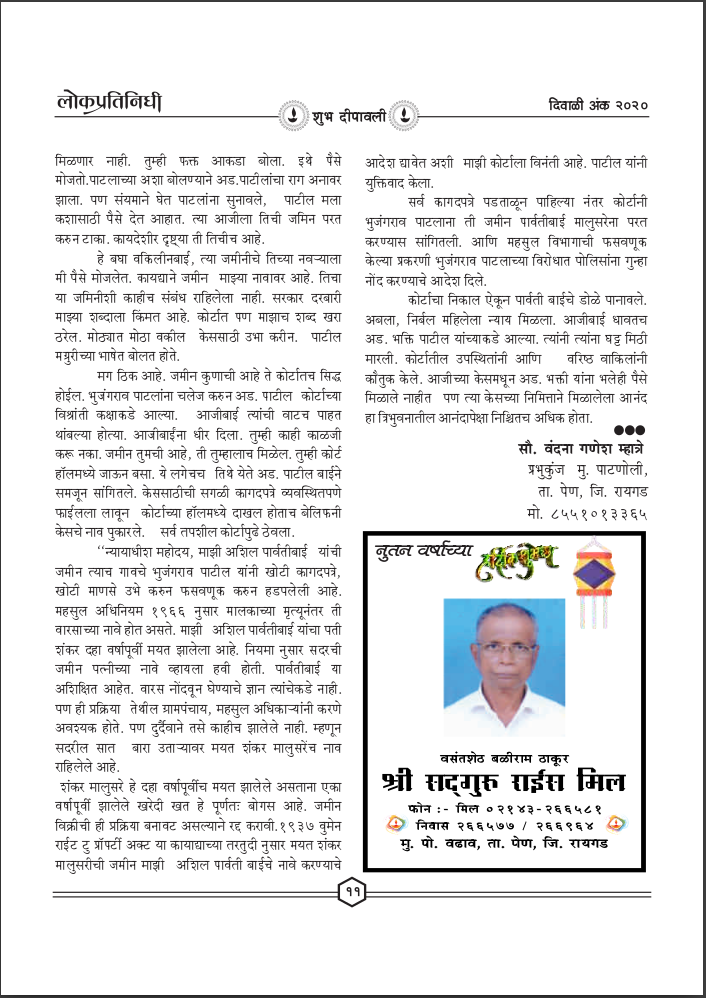 लोकप्रतिनिधी
शुभ दीपावली
दिवाळी अंक २०२०
मिळणार नाही. तुम्ही फक्त आकडा बोला. इथे पैसे
मोजतो.पाटलाच्या अशा बोलण्याने अड.पाटीलांचा राग अनावर
झाला. पण संयमाने घेत पाटलांना सुनावले, पाटील मला
कशासाठी पैसे देत आहात. त्या आजीला तिची जमिन परत
करुन टाका. कायदेशीर दृष्ट्या ती तिचीच आहे.
हे बघा वकिलीनबाई, त्या जमीनीचे तिच्या नवऱ्याला
मी पैसे मोजलेत. कायद्याने जमीन माझ्या नावावर आहे. तिचा
या जमिनीशी काहीच संबंध राहिलेला नाही. सरकार दरबारी
माझ्या शब्दाला किंमत आहे. कोर्टात पण माझाच शब्द खरा
ठरेल. मोठ्यात मोठा वकील केससाठी उभा करीन. पाटील
मग्रुरीच्या भाषेत बोलत होते.
मग ठिक आहे. जमीन कुणाची आहे ते कोर्टातच सिद्ध
होईल. भुजंगराव पाटलांना चलेज करुन अड. पाटील कोर्टाच्या
विश्रांती कक्षाकडे आल्या. आजीबाई त्यांची वाटच पाहत
थांबल्या होत्या. आजीबाईंना धीर दिला. तुम्ही काही काळजी
करू नका. जमीन तुमची आहे, ती तुम्हालाच मिळेल. तुम्ही कोर्ट
हॉलमध्ये जाऊन बसा. ये लगेचच तिथे येते अड. पाटील बाईने
समजून सांगितले. केससाठीची सगळी कागदपत्रे व्यवस्थितपणे
फाईलला लावून कोर्टाच्या हॉलमध्ये दाखल होताच बेलिफनी
केसचे नाव पुकारले. सर्व तपशील कोर्टापुढे ठेवला.
‘‘न्यायाधीश महोदय, माझी अशिल पार्वतीबाई यांची
जमीन त्याच गावचे भुजंगराव पाटील यांनी खोटी कागदपत्रे,
खोटी माणसे उभे करुन फसवणूक करुन हडपलेली आहे.
महसुल अधिनियम १९६६ नुसार मालकाच्या मृत्यूनंतर ती
वारसाच्या नावे होत असते. माझी अशिल पार्वतीबाई यांचा पती
शंकर दहा वर्षापूर्वी मयत झालेला आहे. नियमा नुसार सदरची
जमीन पत्नीच्या नावे व्हायला हवी होती. पार्वतीबाई या
अशिक्षित आहेत. वारस नोंदवून घेण्याचे ज्ञान त्यांचेकडे नाही.
पण ही प्रक्रिया तेथील ग्रामपंचाय, महसुल अधिकाऱ्यांनी करणे
अवश्यक होते. पण दुर्दैवाने तसे काहीच झालेले नाही. म्हणून
सदरील सात बारा उताऱ्यावर मयत शंकर मालुसरेंच नाव
राहिलेले आहे.
शंकर मालुसरे हे दहा वर्षापूर्वीच मयत झालेले असताना एका
वर्षापूर्वी झालेले खरेदी खत हे पूर्णतः बोगस आहे. जमीन
विक्रीची ही प्रक्रिया बनावट असल्याने रद्द करावी.१९३७ वुमेन
राईट टु प्रॉपर्टी अक्ट या कायाद्याच्या तरतुदी नुसार मयत शंकर
मालुसरीची जमीन माझी अशिल पार्वती बाईचे नावे करण्याचे
आदेश द्यावेत अशी माझी कोर्टाला विनंती आहे. पाटील यांनी
युक्तिवाद केला.
सर्व कागदपत्रे पडताळून पाहिल्या नंतर कोर्टानी
भुजंगराव पाटलाना ती जमीन पार्वतीबाई मालुसरेना परत
करण्यास सांगितली. आणि महसुल विभागाची फसवणूक
केल्या प्रकरणी भुजंगराव पाटलाच्या विरोधात पोलिसांना गुन्हा
नोंद करण्याचे आदेश दिले.
कोर्टाचा निकाल ऐकून पार्वती बाईचे डोळे पानावले.
अबला, निर्बल महिलेला न्याय मिळला. आजीबाई धावतच
अड. भक्ति पाटील यांच्याकडे आल्या. त्यांनी त्यांना घट्ट मिठी
मारली. कोर्टातील उपस्थितांनी आणि वरिष्ठ वाकिलांनी
कौतुक केले. आजीच्या केसमधून अड. भक्ती यांना भलेही पैसे
मिळाले नाहीत पण त्या केसच्या निमित्ताने मिळालेला आनंद
हा त्रिभुवनातील आनंदापेक्षा निश्चितच अधिक होता.
●●●
सौ. वंदना गणेश म्हात्रे
प्रभुकुंज मु. पाटणोली,
ता. पेण, जि. रायगड
मो. ८५५१०१३३६५
नुतन वर्षाच्या
हार्दिक शुभेच्छा
वसंतशेठ बळीराम ठाकूर
श्री सद्गुरु राईस मिल
फोन :- मिल ०२१४३-२६६५८१
निवास २६६५७७ / २६६९६४
मु. पो. वढाव, ता. पेण, जि. रायगड
११